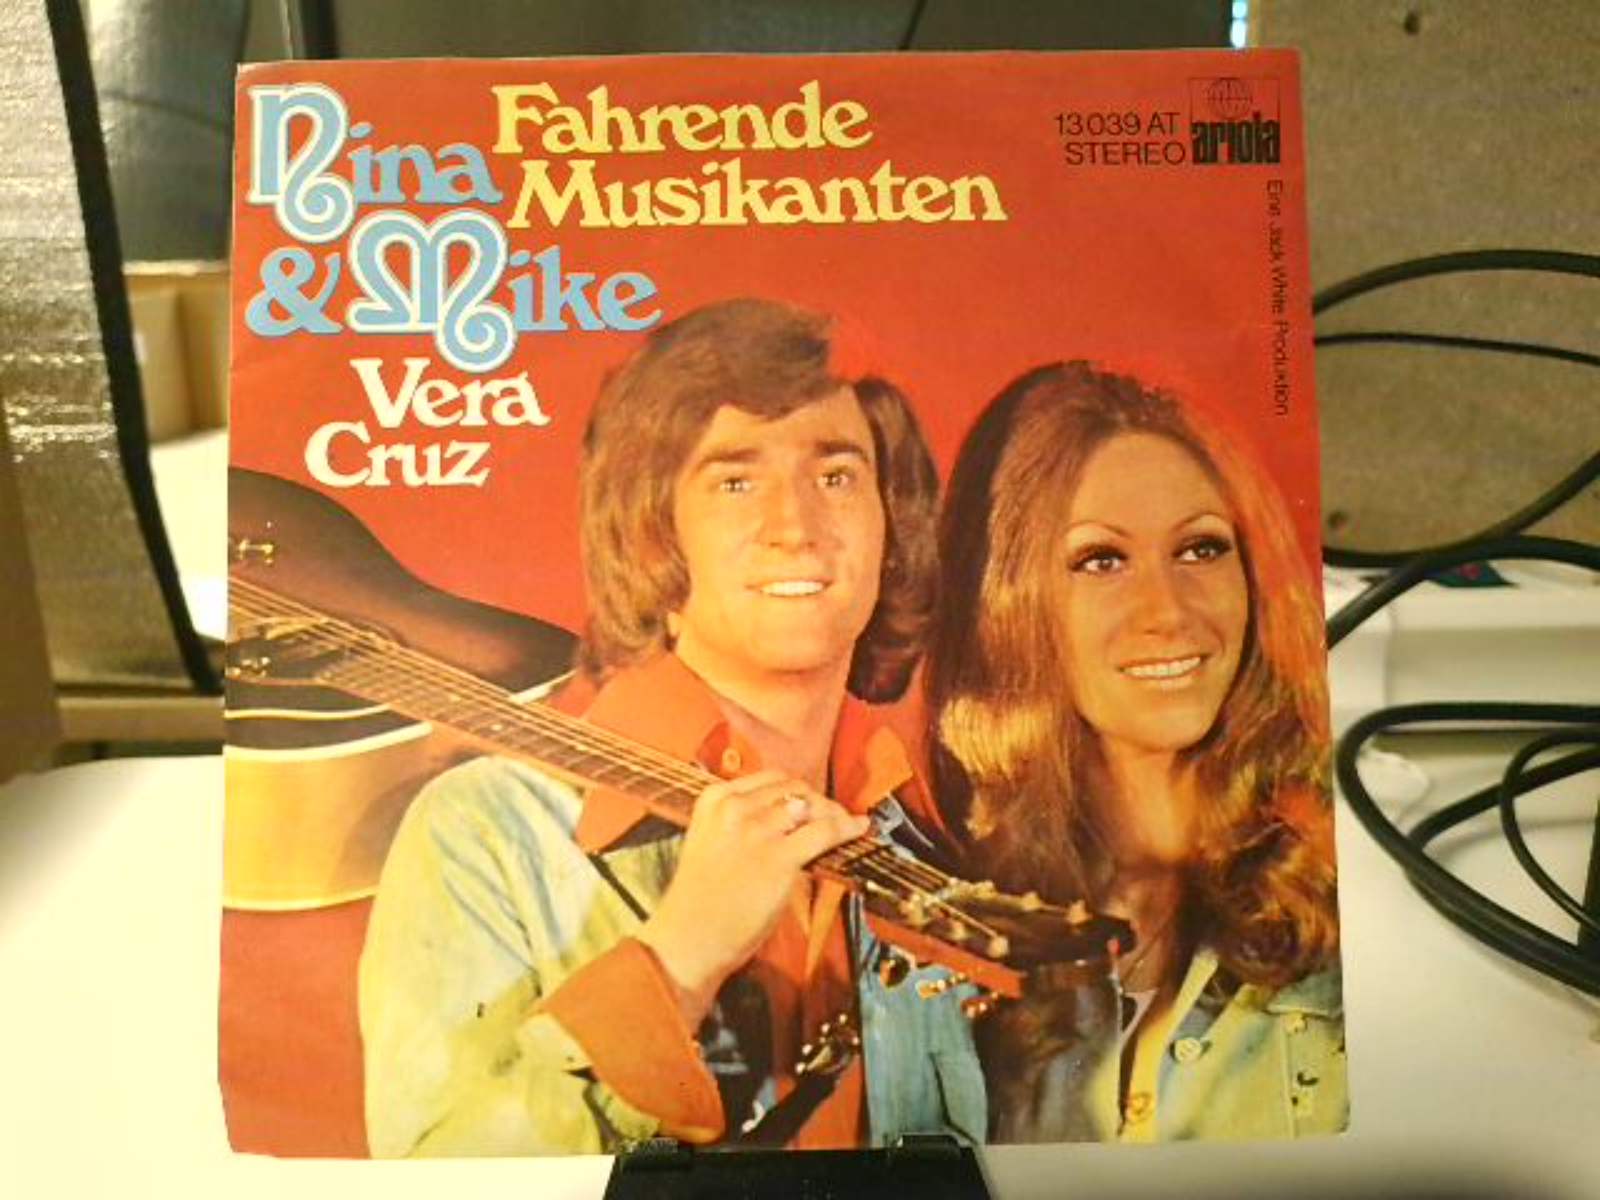 Nina
& Mike
Fahrende
Musikanten
Vera
Cruz
13 039 AT
STEREO
ariola
Eine Jack White Produktion